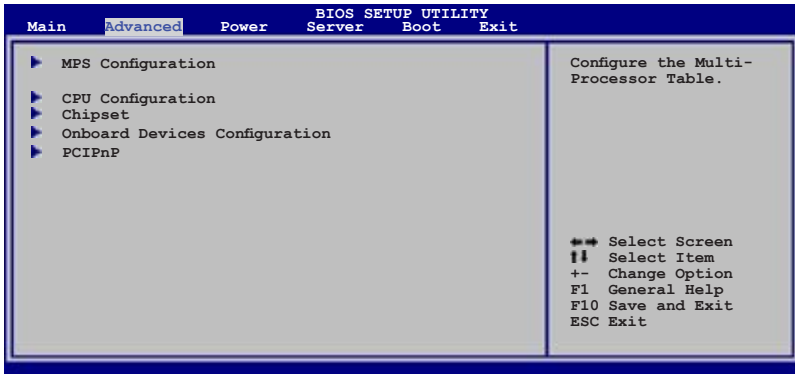 BIOS SETUP UTILITY
Main Advanced Power Server Boot Exit
MPS Configuration
CPU Configuration
Chipset
Onboard Devices Configuration
PCIPnP
Configure the Multi-
Processor Table.
Select Screen
Select Item
+- Change Option
F1 General Help
F10 Save and Exit
ESC Exit